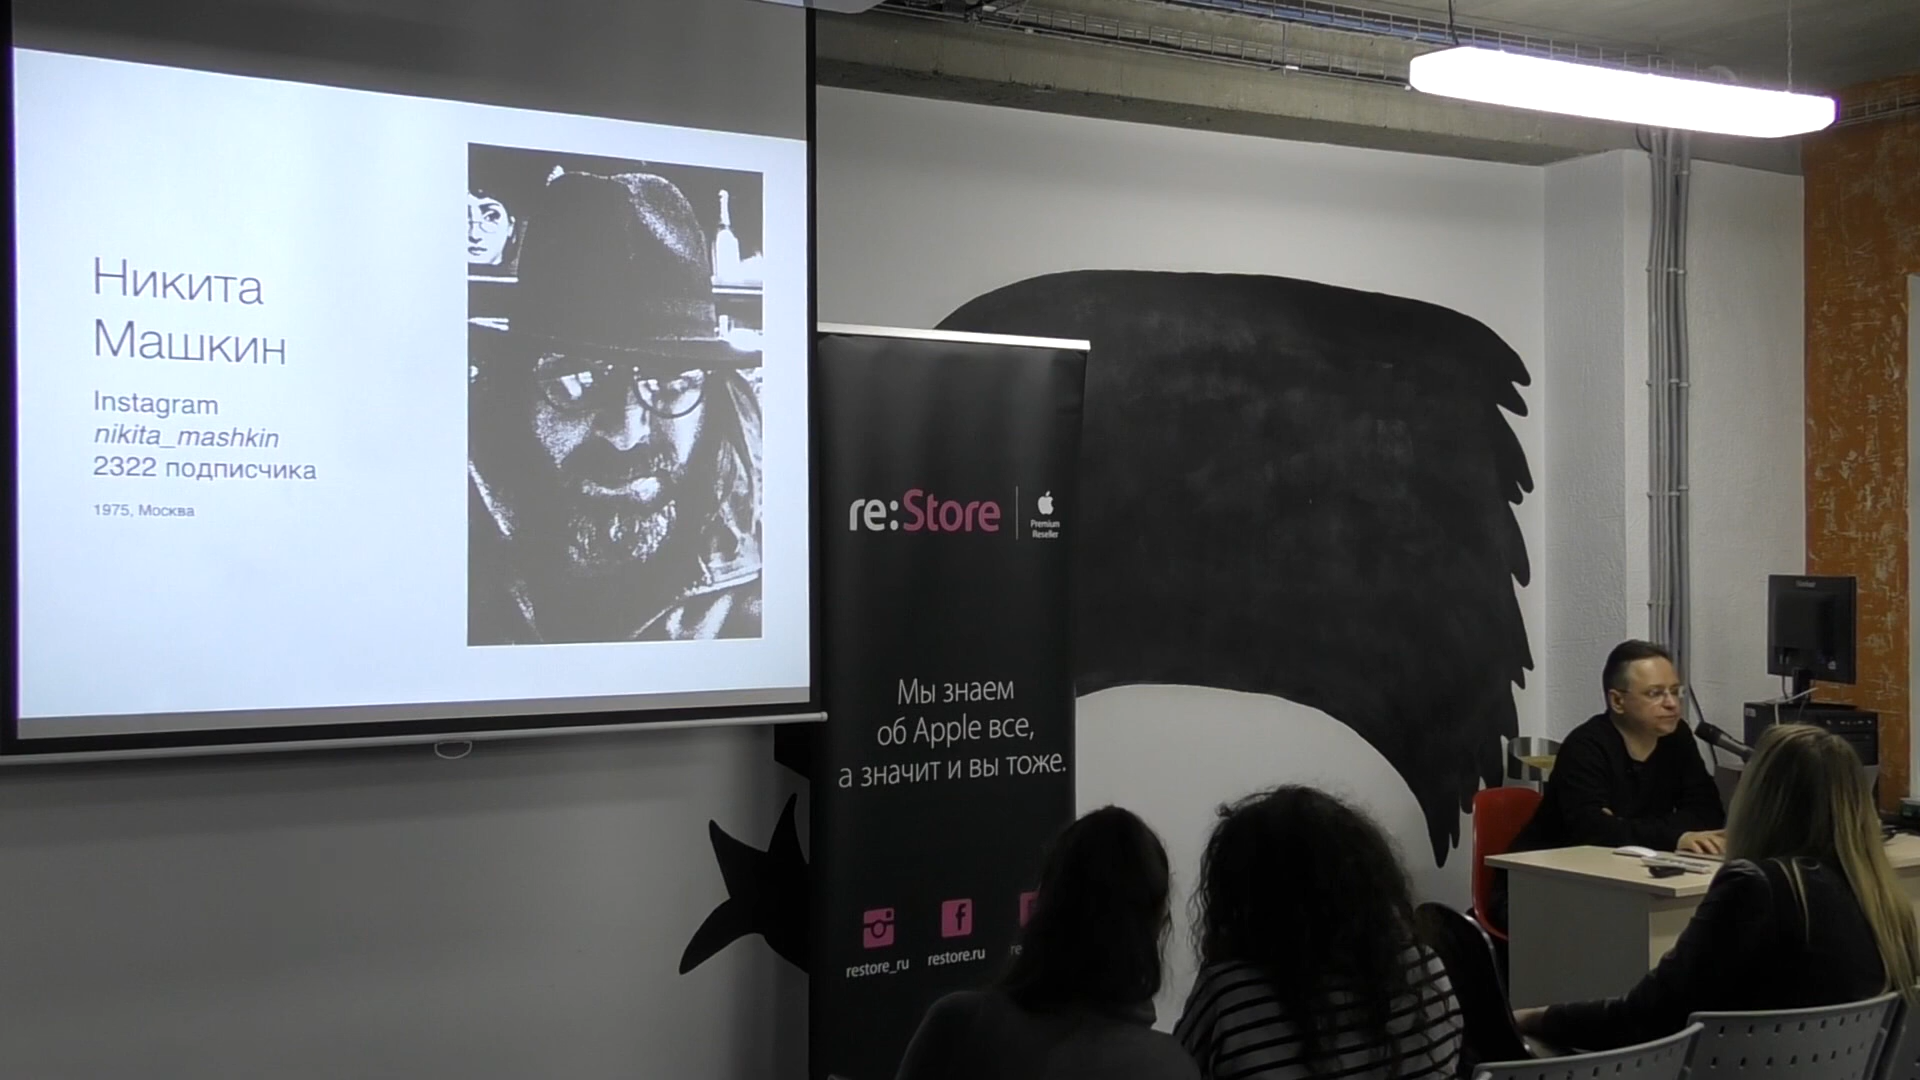 Никита
Машкин
Instagram
nikita_mashkin
2322 подписчика
1975, Москва
re:Store
Premium
Reseller
Мы знаем
об Apple все,
а значит и вы тоже.
restore_ru
restore.ru
re